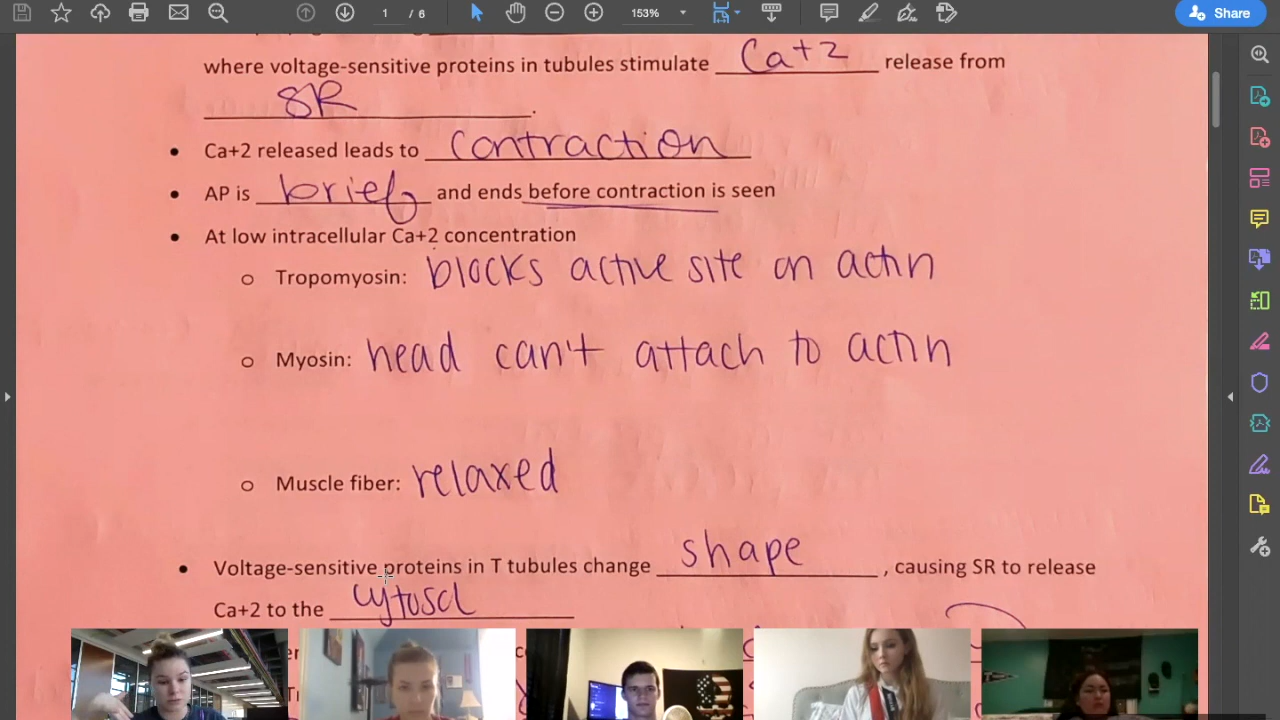 1 / 6
153%
Share
where voltage-sensitive proteins in tubules stimulate Ca+2 release from
SR.
• Ca+2 released leads to contraction
• AP is brief and ends before contraction is seen
• At low intracellular Ca+2 concentration
o Tropomyosin: blocks active site on actin
o Myosin: head can't attach to actin
o Muscle fiber: relaxed
• Voltage-sensitive proteins in T tubules change shape, causing SR to release
Ca+2 to the cytosol